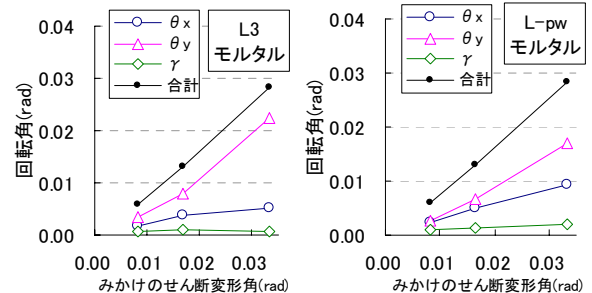 0.04
0.03
0.02
0.01
0.00
回転角(rad)
θx
θy
γ
合計
L3
モルタル
0.00 0.01 0.02 0.03
みかけのせん断変形角(rad)
0.04
0.03
0.02
0.01
0.00
回転角(rad)
θx
θy
γ
合計
L-pw
モルタル
0.00 0.01 0.02 0.03
みかけのせん断変形角(rad)